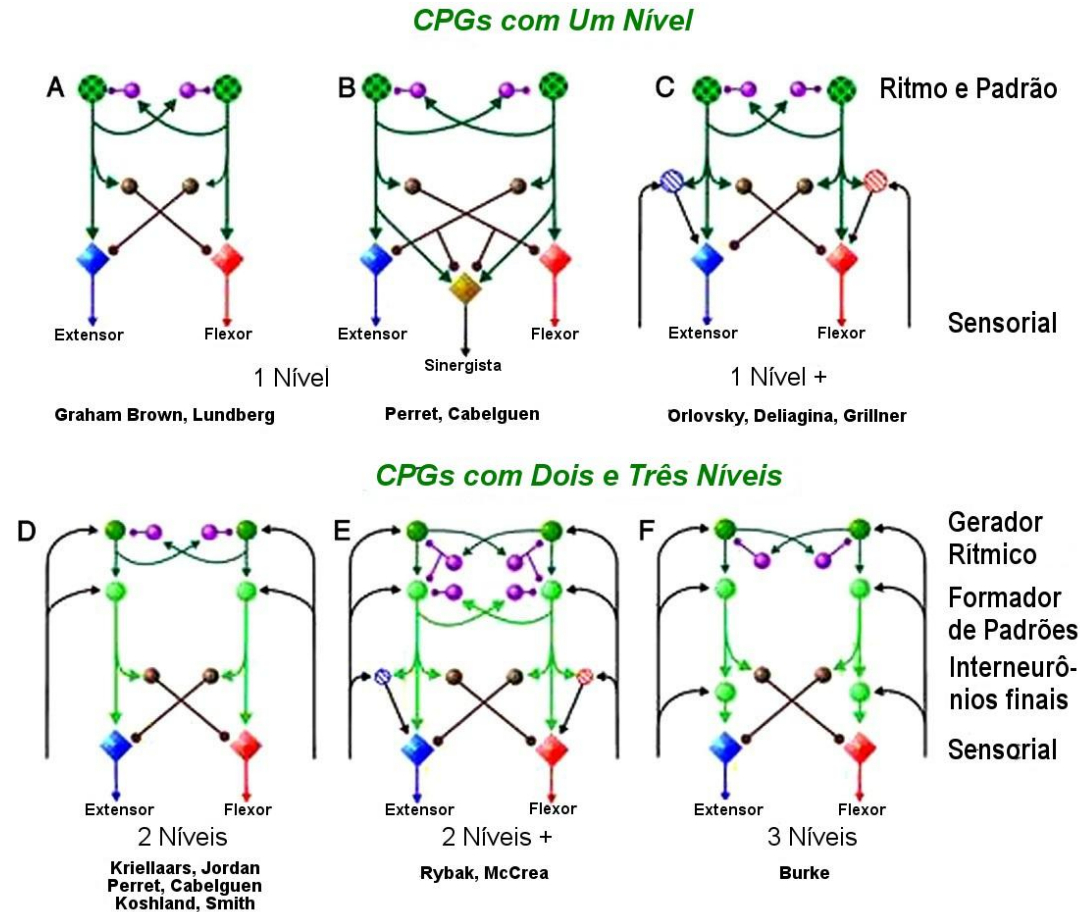 CPGs com Um Nível
A
B
C
Ritmo e Padrão
Extensor
Flexor
Extensor
Flexor
Extensor
Flexor
Sensorial
Sinergista
1 Nível
1 Nível +
Graham Brown, Lundberg
Perret, Cabelguen
Orlovsky, Deliagina, Grillner
CPGs com Dois e Três Níveis
D
E
F
Gerador
Rítmico
Formador
de Padrões
Interneurô-
nios finais
Sensorial
Extensor
Flexor
Extensor
Flexor
Extensor
Flexor
2 Níveis
2 Níveis +
3 Níveis
Kriellaars, Jordan
Perret, Cabelguen
Koshland, Smith
Rybak, McCrea
Burke